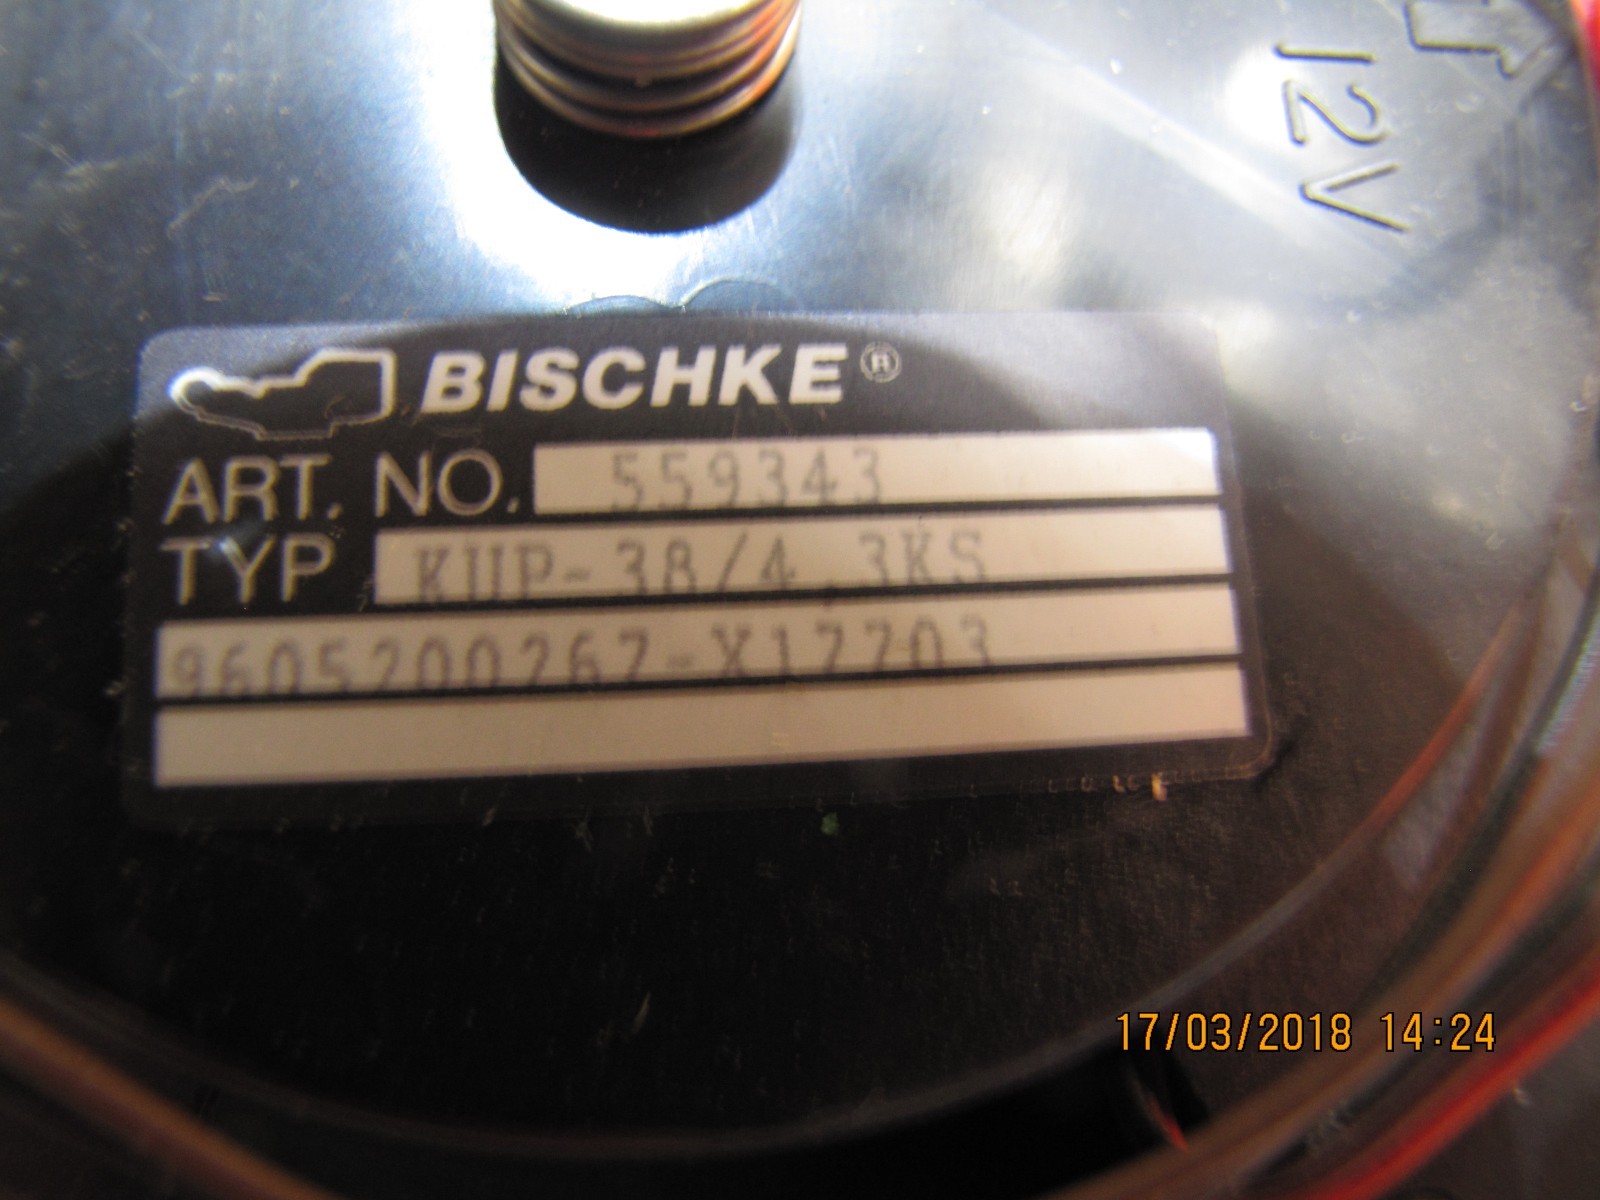 12V
BISCHKE®
ART. NO. 559343
TYP KUP-38/4,3KS
9605200267-X17703
17/03/2018 14:24